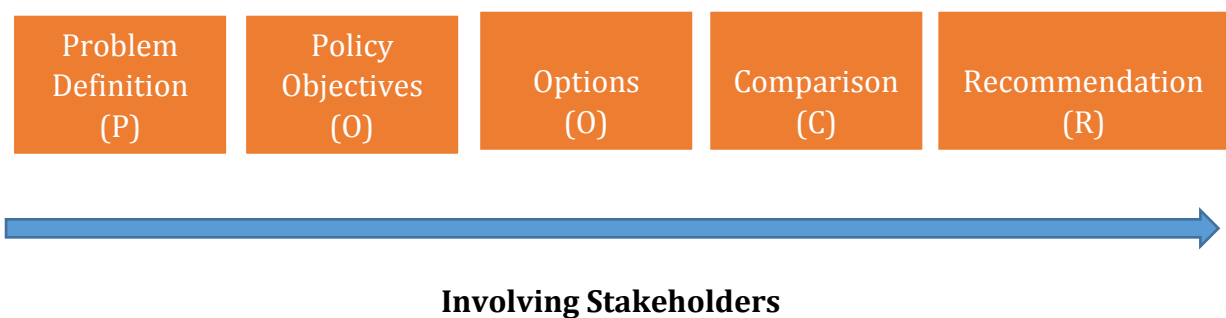 Problem
Definition
(P)
Policy
Objectives
(O)
Options
(O)
Comparison
(C)
Recommendation
(R)
Involving Stakeholders